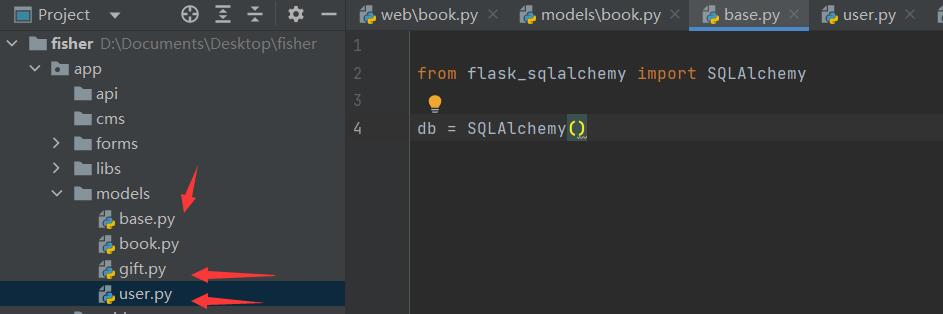 Project
web\book.py
models\book.py
base.py
user.py
fisher D:\Documents\Desktop\fisher
app
api
cms
forms
libs
models
base.py
book.py
gift.py
user.py
1
2 from flask_sqlalchemy import SQLAlchemy
3
4 db = SQLAlchemy()